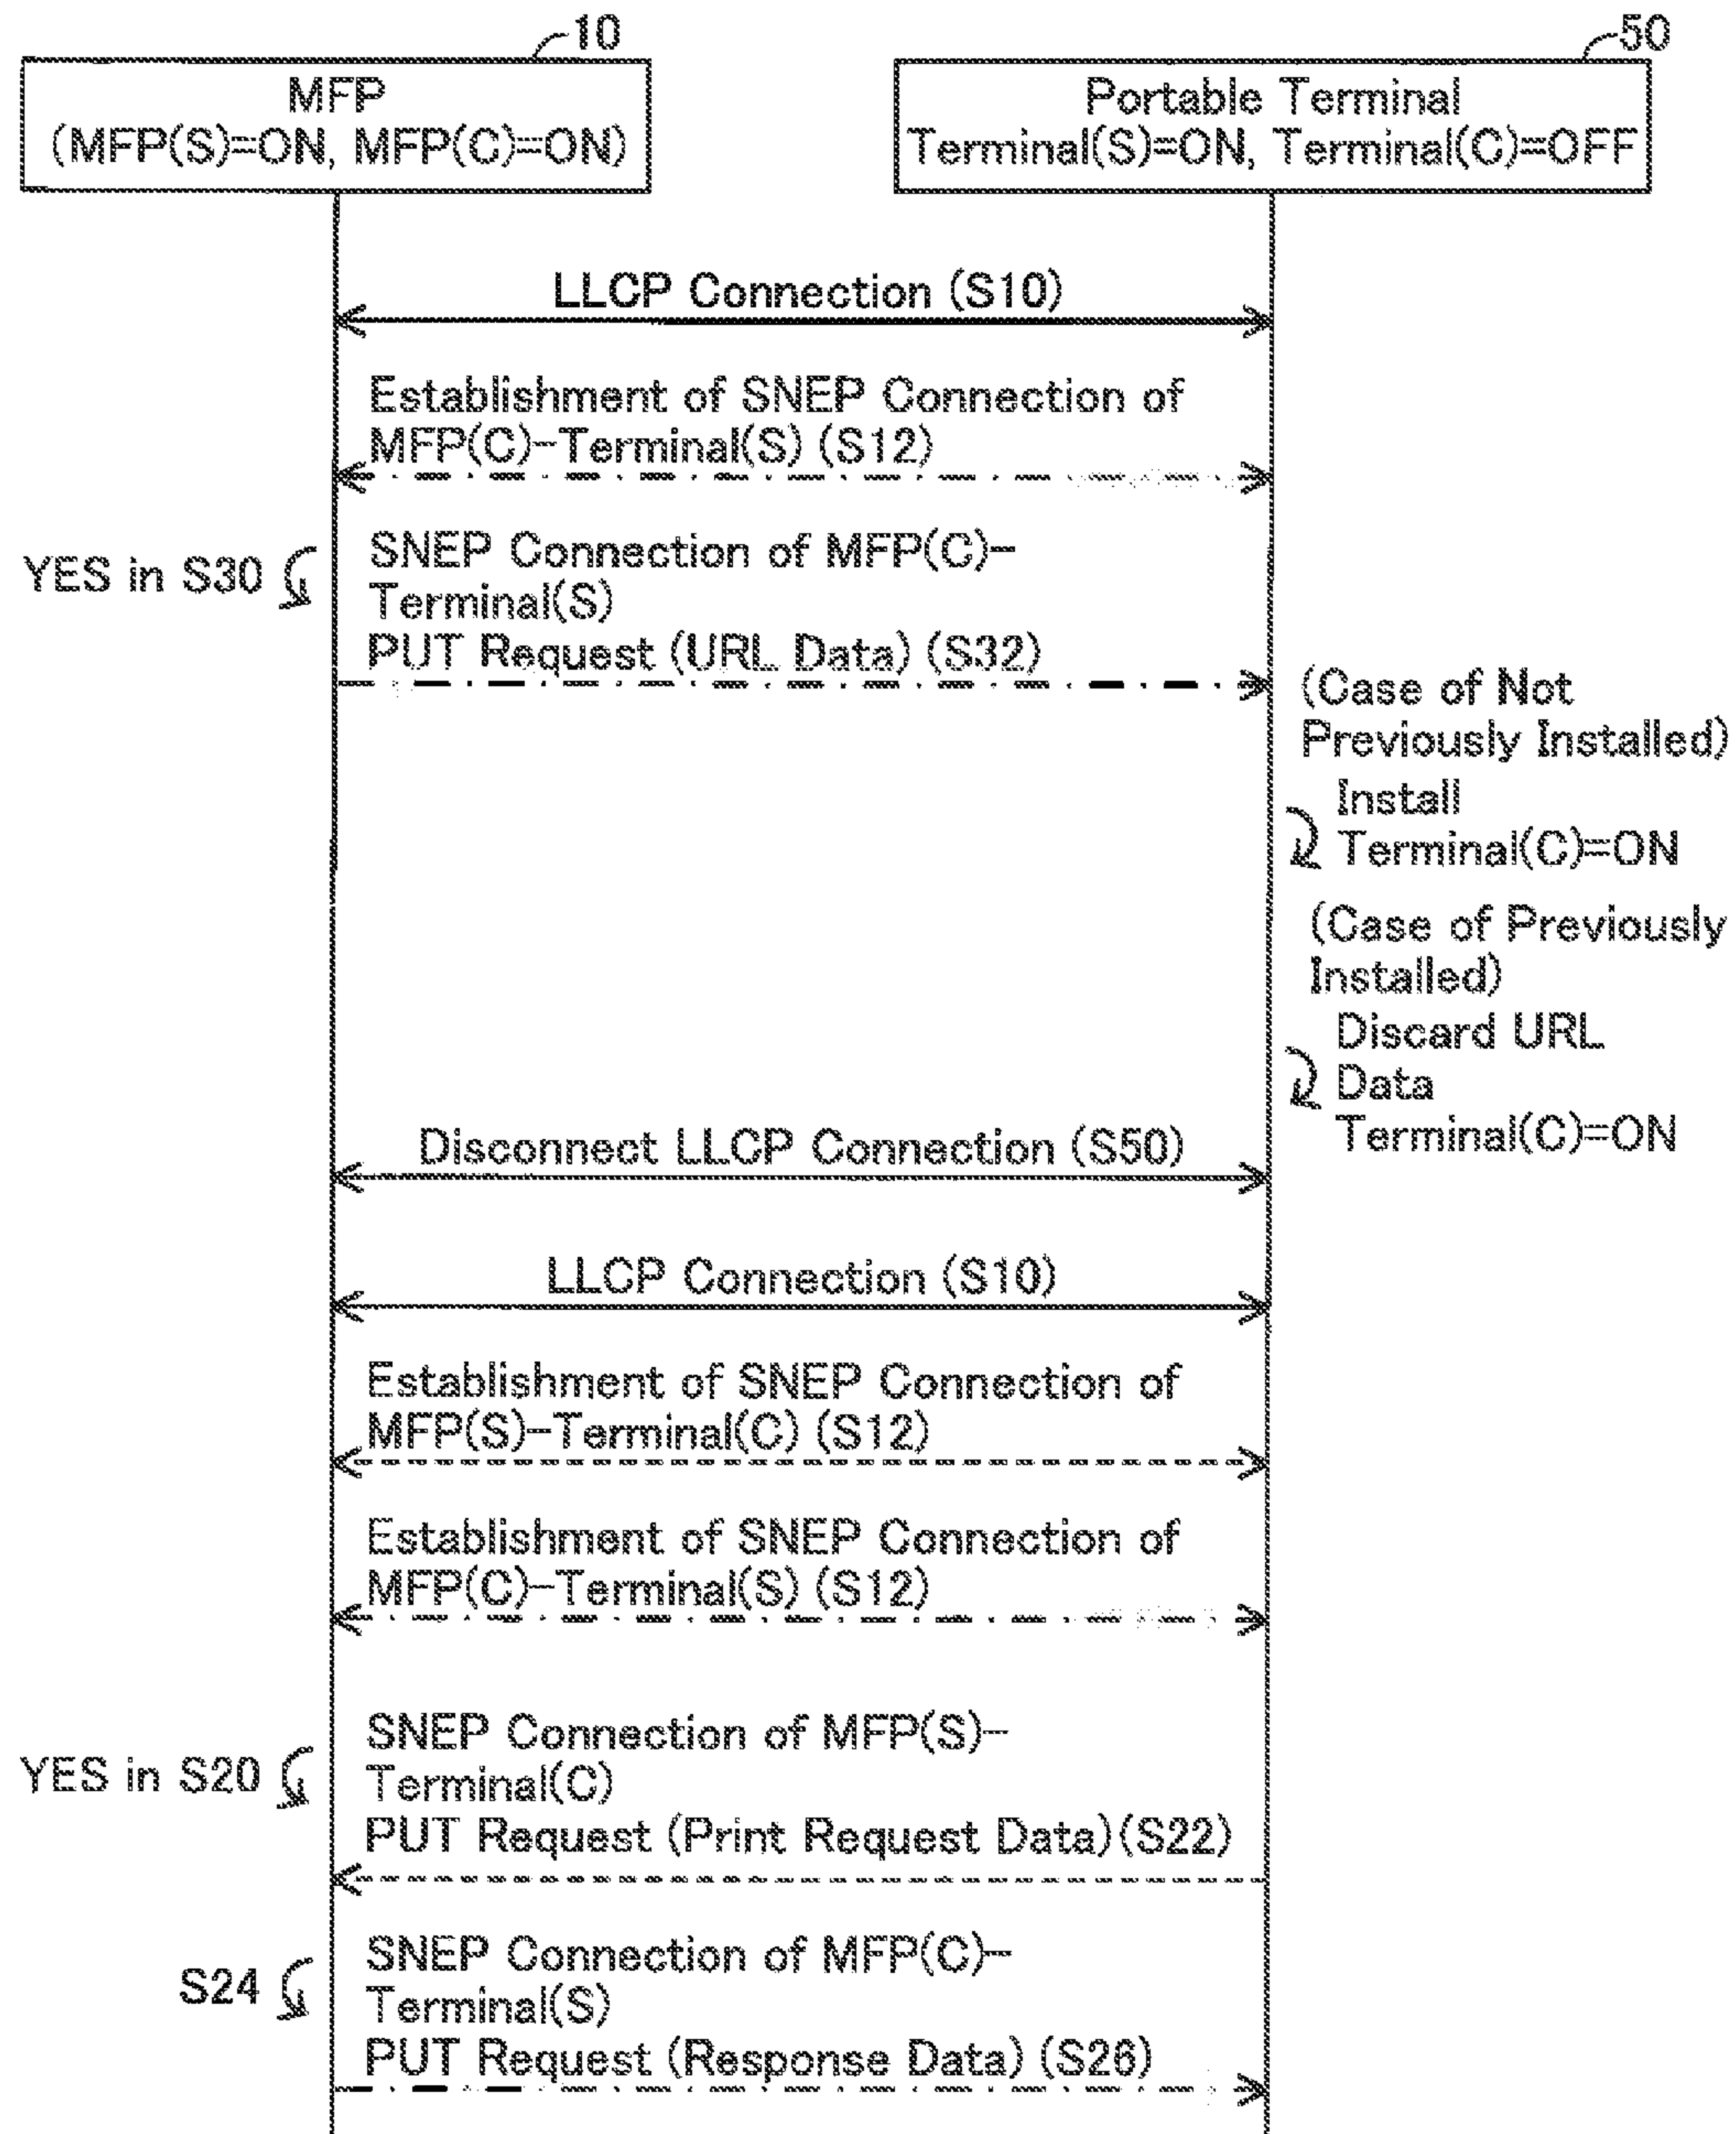 10
50
MFP
(MFP(S)=ON, MFP(C)=ON)
Portable Terminal
Terminal(S)=ON, Terminal(C)=OFF
LLCP Connection (S10)
Establishment of SNEP Connection of
MFP(C)-Terminal(S) (S12)
YES in S30
SNEP Connection of MFP(C)-
Terminal(S)
PUT Request (URL Data) (S32)
(Case of Not
Previously Installed)
Install
Terminal(C)=ON
(Case of Previously
Installed)
Discard URL
Data
Terminal(C)=ON
Disconnect LLCP Connection (S50)
LLCP Connection (S10)
Establishment of SNEP Connection of
MFP(S)-Terminal(C) (S12)
Establishment of SNEP Connection of
MFP(C)-Terminal(S) (S12)
YES in S20
SNEP Connection of MFP(S)-
Terminal(C)
PUT Request (Print Request Data)(S22)
S24
SNEP Connection of MFP(C)-
Terminal(S)
PUT Request (Response Data) (S26)